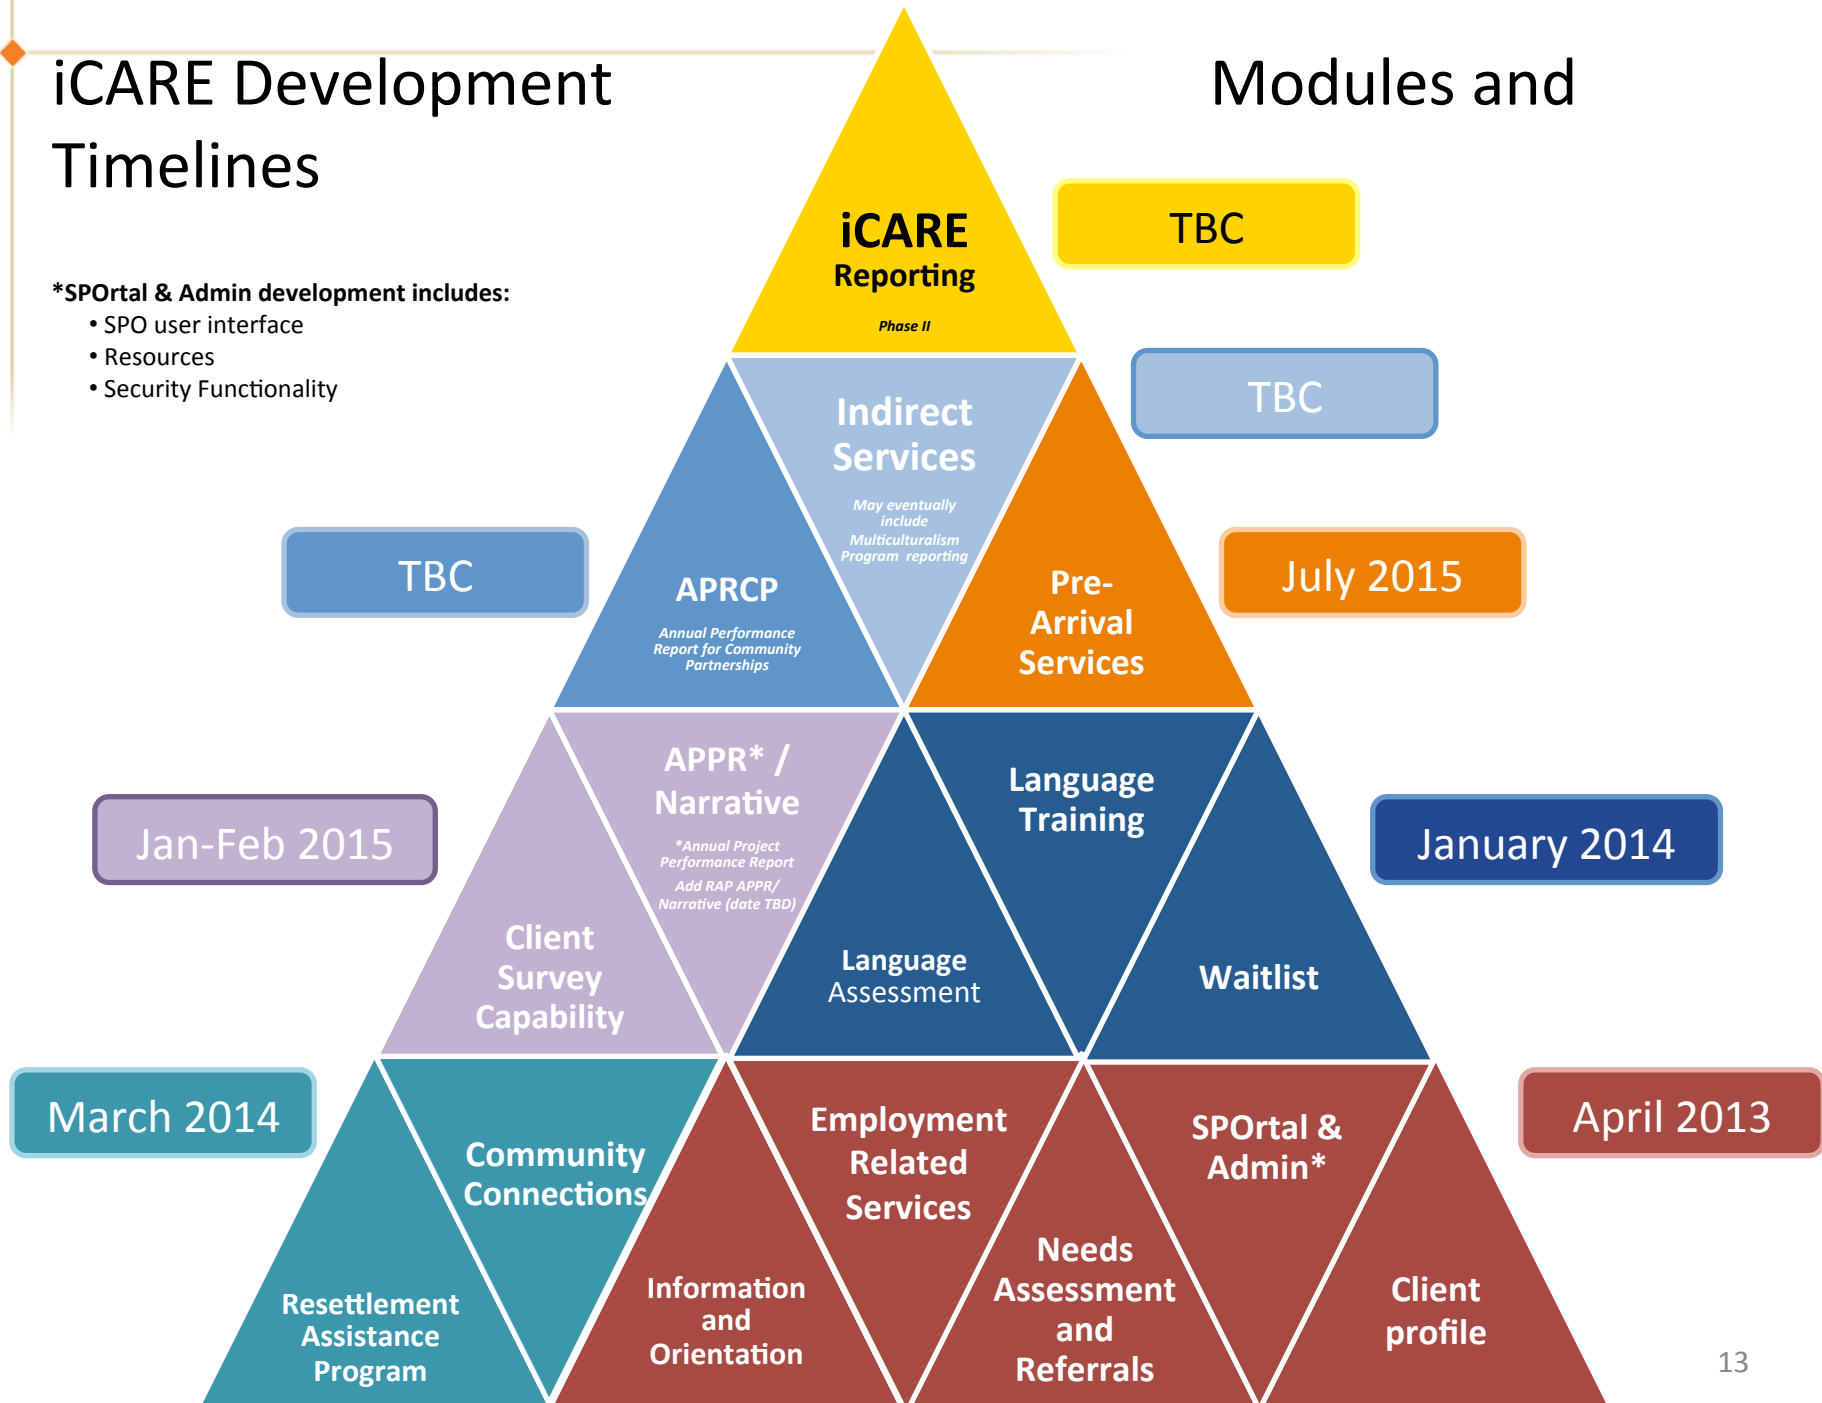 iCARE Development Modules and
Timelines
*SPOrtal & Admin development includes:
• SPO user interface
• Resources
• Security Functionality
iCARE
Reporting
Phase II
TBC
Indirect
Services
May eventually
include
Multiculturalism
Program reporting
TBC
TBC
APRCP
Annual Performance
Report for Community
Partnerships
Pre-
Arrival
Services
July 2015
Jan-Feb 2015
Client
Survey
Capability
APPR* /
Narrative
*Annual Project
Performance Report
Add RAP APPR/
Narrative (date TBD)
Language
Assessment
Language
Training
Waitlist
January 2014
March 2014
Resettlement
Assistance
Program
Community
Connections
Information
and
Orientation
Employment
Related
Services
Needs
Assessment
and
Referrals
SPOrtal &
Admin*
Client
profile
April 2013
13